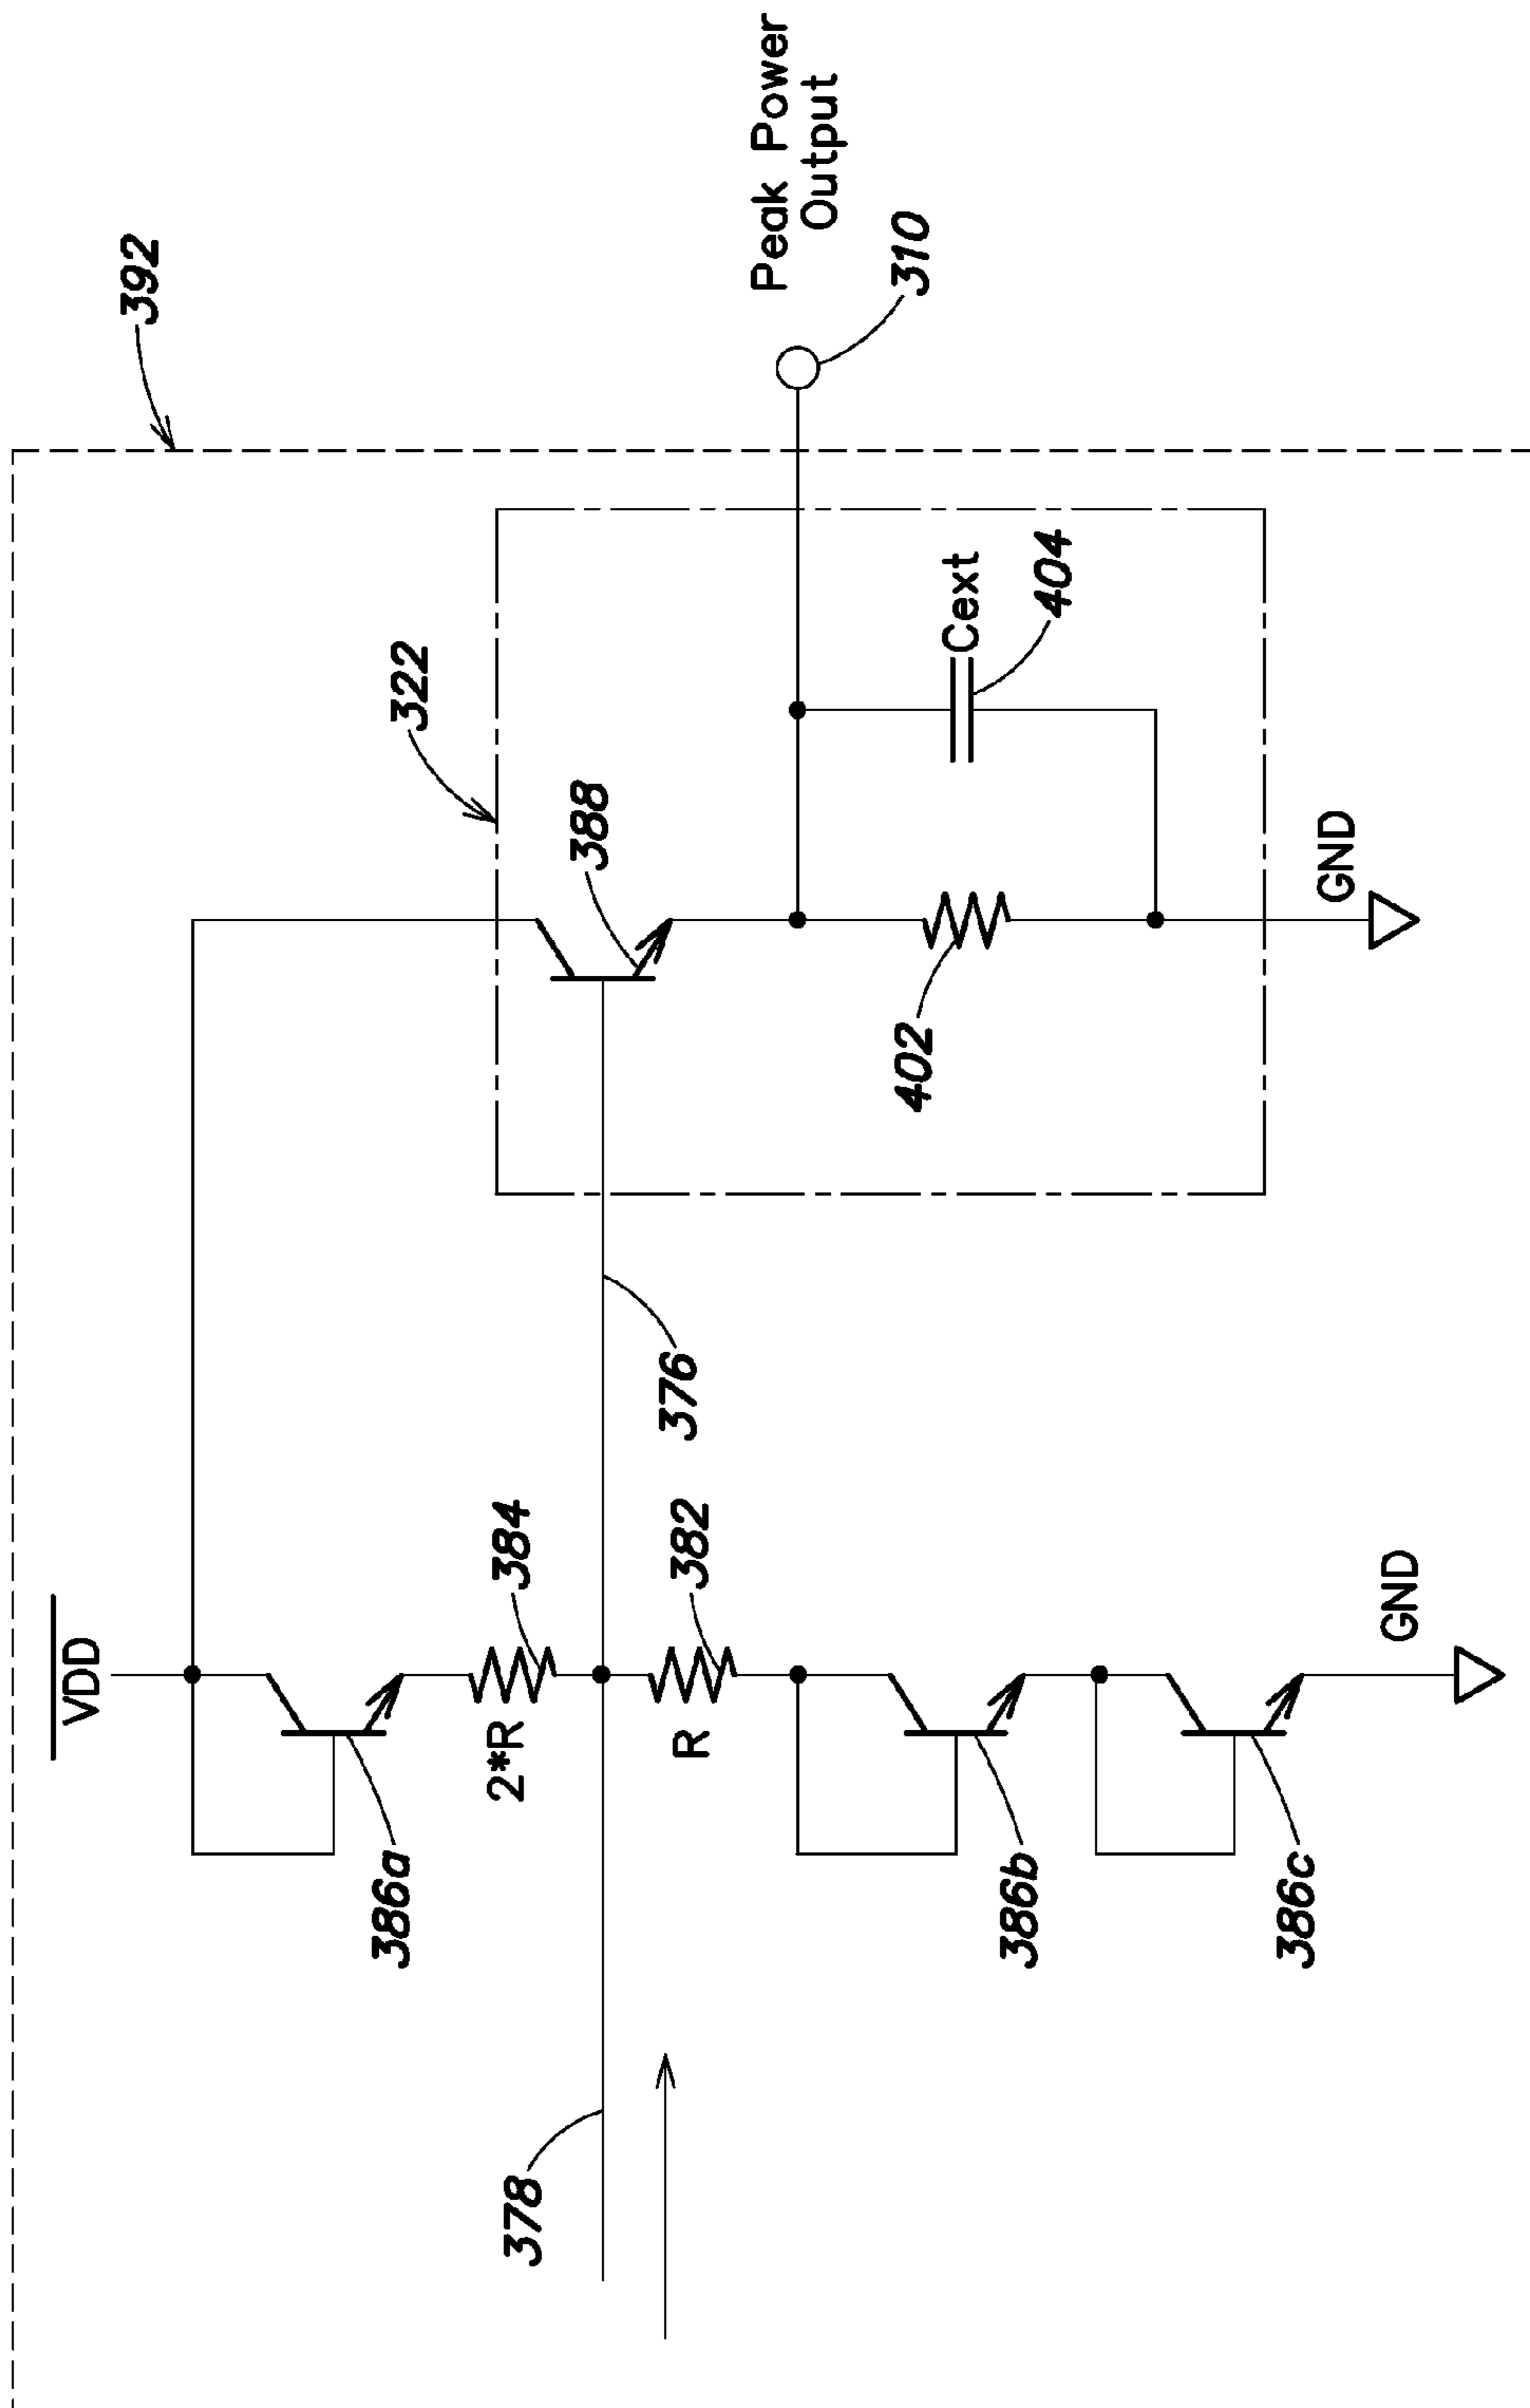 392
VDD
322
388
Peak Power
Output
310
386a
2*R
384
378
376
R
382
402
Cext
404
386b
386c
GND
GND